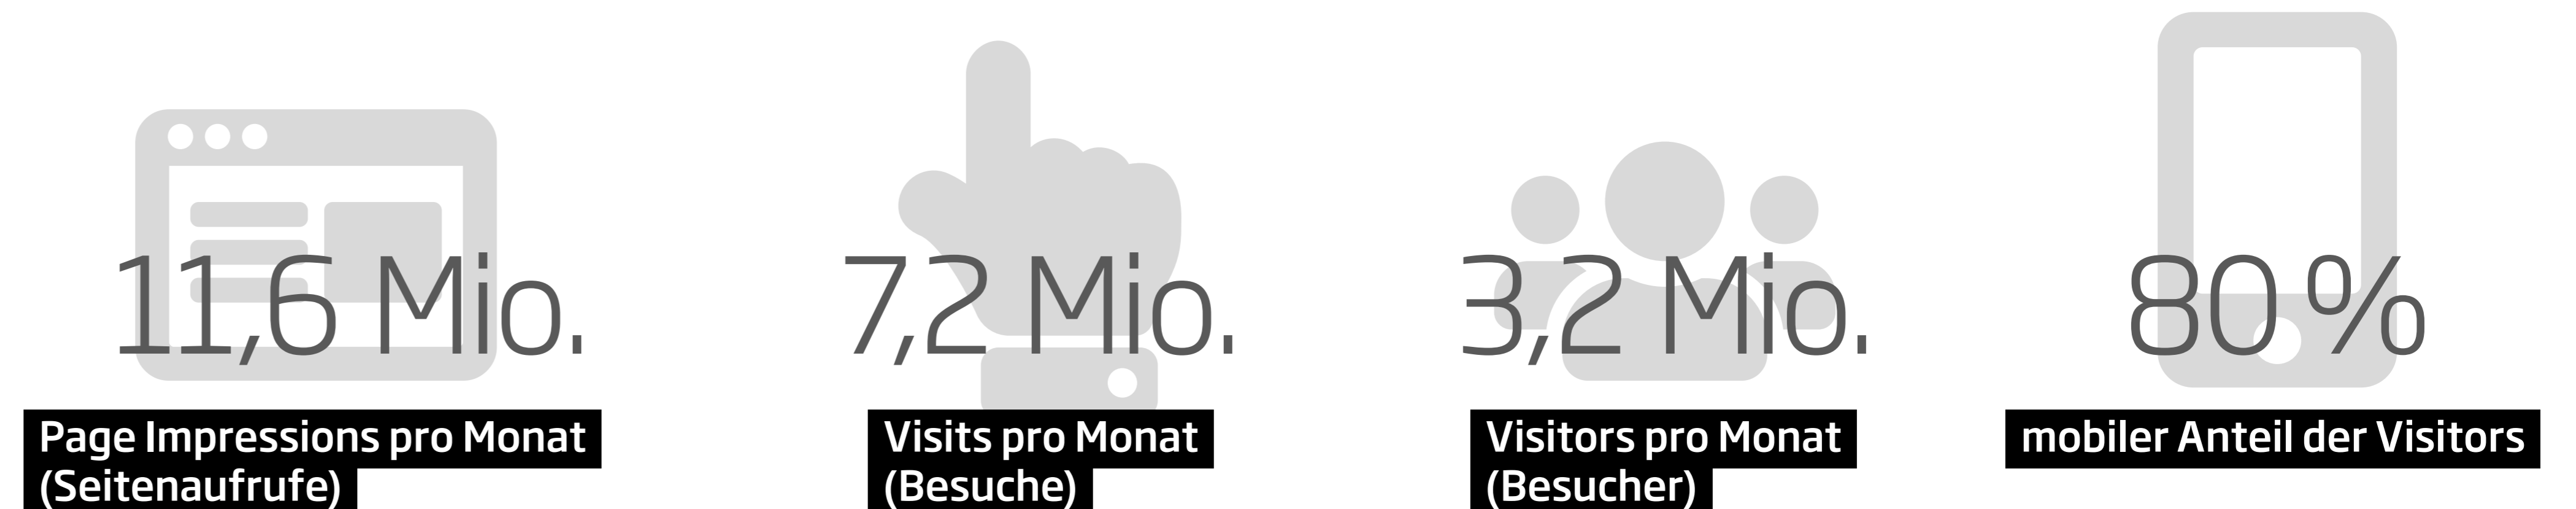 11,6 Mio.
Page Impressions pro Monat
(Seitenaufrufe)
7,2 Mio.
Visits pro Monat
(Besuche)
3,2 Mio.
Visitors pro Monat
(Besucher)
80 %
mobiler Anteil der Visitors